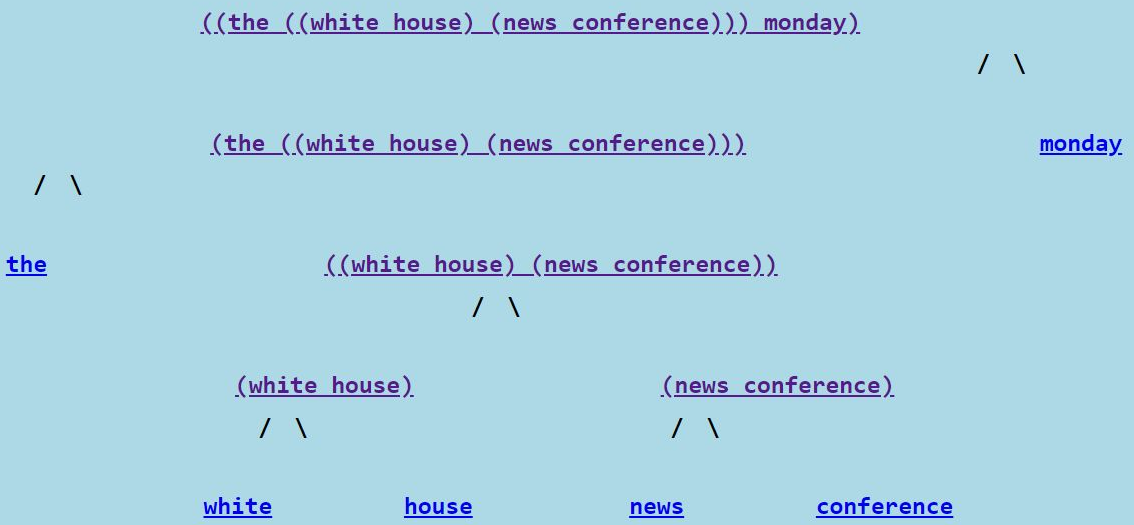 ((the ((white house) (news conference))) monday)
/ \
(the ((white house) (news conference))) monday
/ \
the ((white house) (news conference))
/ \
(white house) (news conference)
/ \ / \
white house news conference